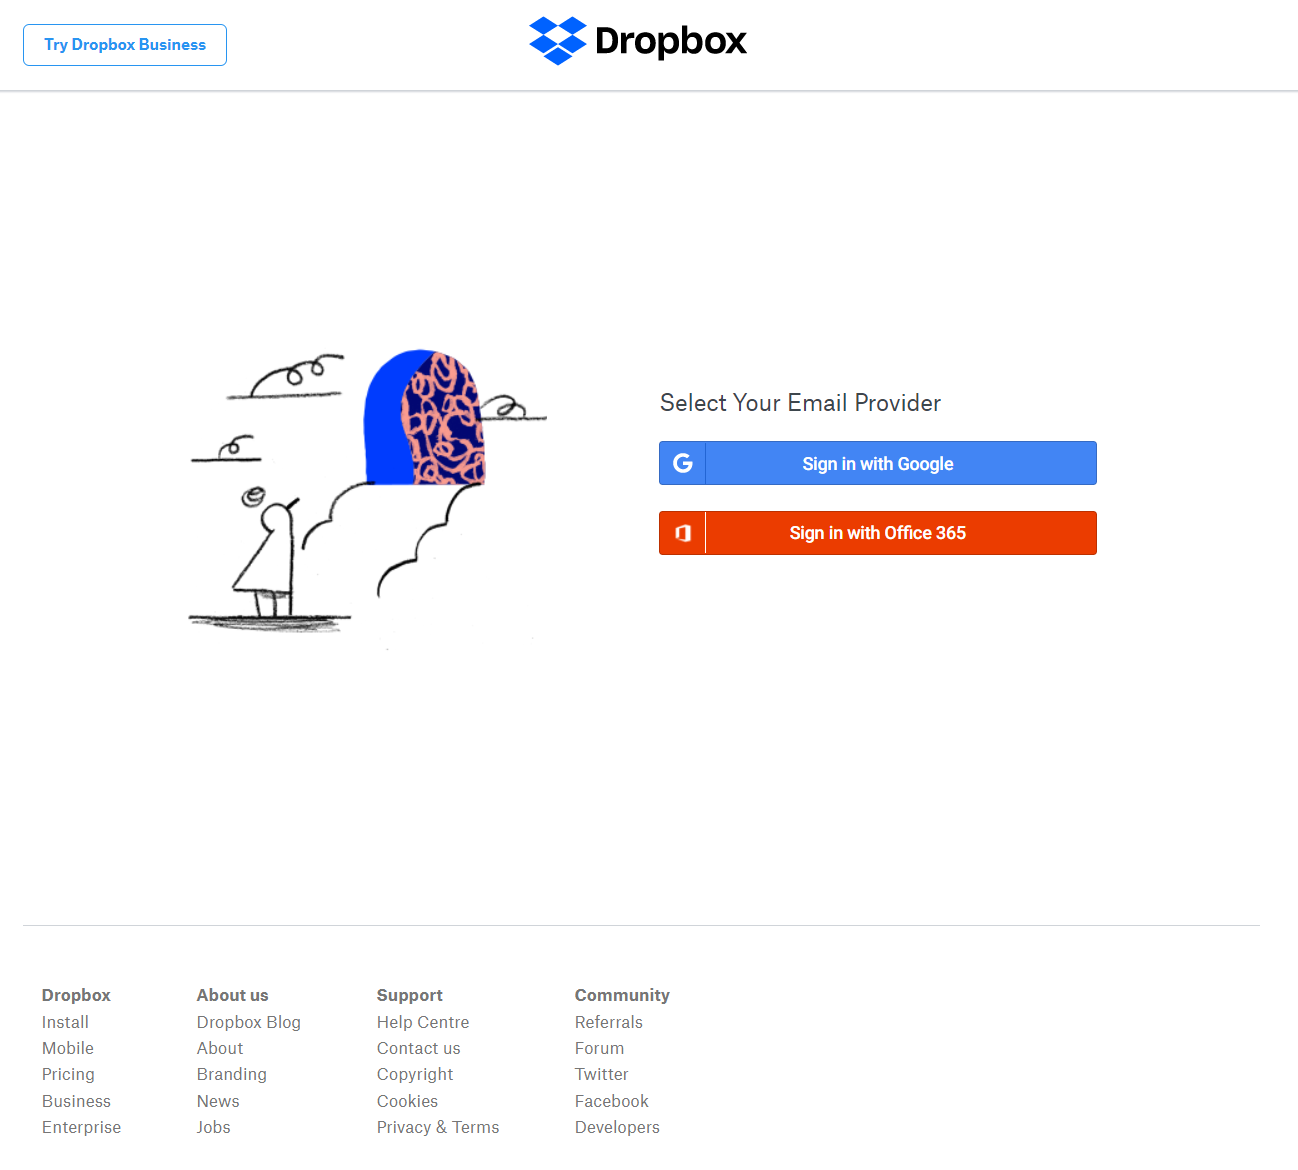 Try Dropbox Business
Dropbox
Select Your Email Provider
Sign in with Google
Sign in with Office 365
Dropbox
Install
Mobile
Pricing
Business
Enterprise
About us
Dropbox Blog
About
Branding
News
Jobs
Support
Help Centre
Contact us
Copyright
Cookies
Privacy & Terms
Community
Referrals
Forum
Twitter
Facebook
Developers